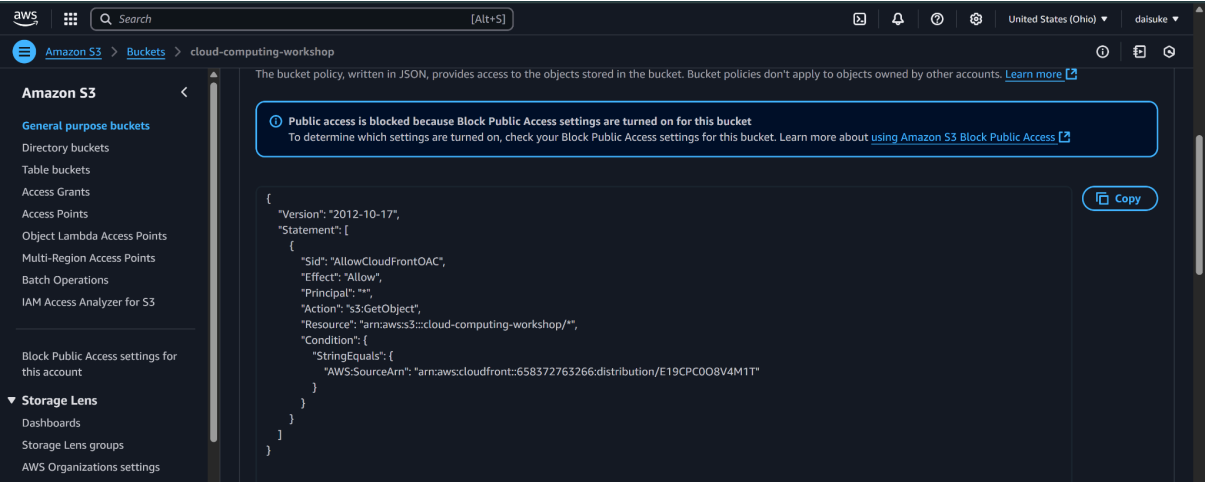 aws
Search
[Alt+S]
United States (Ohio) ▼
daisuke ▼
Amazon S3 > Buckets > cloud-computing-workshop
Amazon S3
General purpose buckets
Directory buckets
Table buckets
Access Grants
Access Points
Object Lambda Access Points
Multi-Region Access Points
Batch Operations
IAM Access Analyzer for S3
Block Public Access settings for
this account
▼ Storage Lens
Dashboards
Storage Lens groups
AWS Organizations settings
The bucket policy, written in JSON, provides access to the objects stored in the bucket. Bucket policies don't apply to objects owned by other accounts. Learn more
Public access is blocked because Block Public Access settings are turned on for this bucket
To determine which settings are turned on, check your Block Public Access settings for this bucket. Learn more about using Amazon S3 Block Public Access
Copy
{
"Version": "2012-10-17",
"Statement": [
{
"Sid": "AllowCloudFrontOAC",
"Effect": "Allow",
"Principal": "*",
"Action": "s3:GetObject",
"Resource": "arn:aws:s3:::cloud-computing-workshop/*",
"Condition": {
"StringEquals": {
"AWS:SourceArn": "arn:aws:cloudfront::658372763266:distribution/E19CPC0O8V4M1T"
}
}
}
]
}